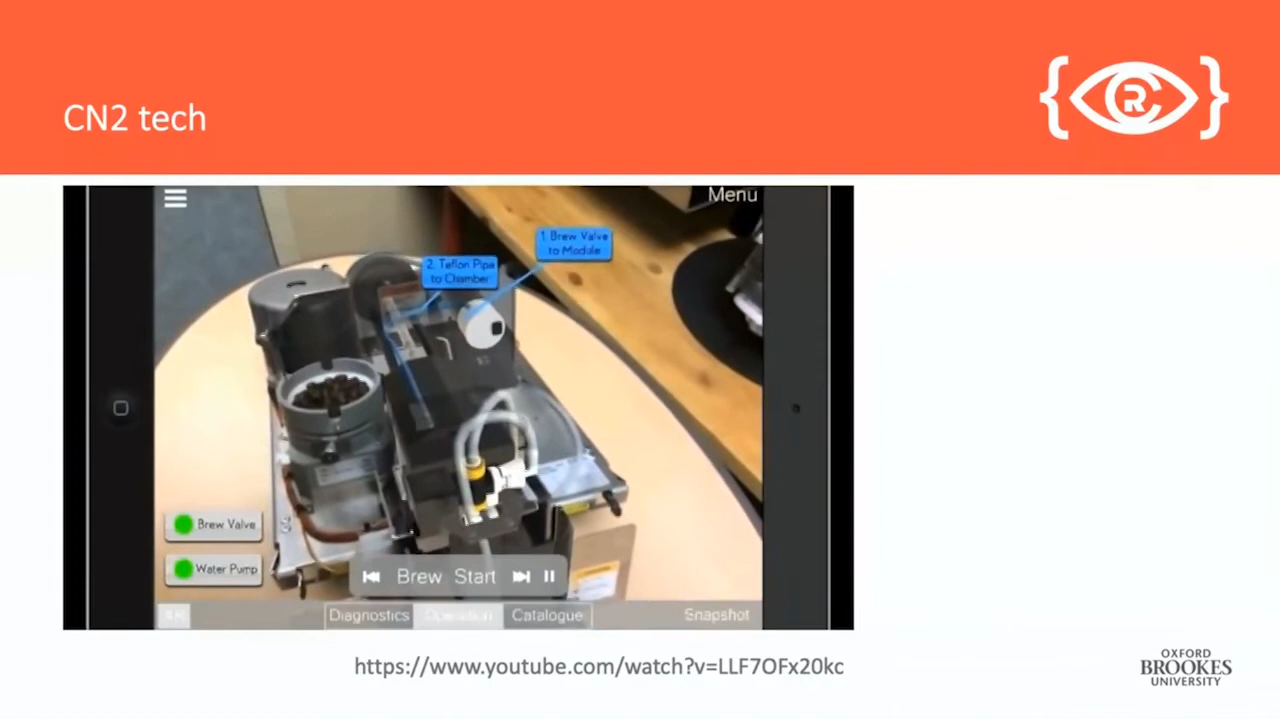 CN2 tech
Menu
1. Brew Valve
to Module
2. Teflon Pipe
to Chamber
Brew Valve
Water Pump
Brew Start
Diagnostics
Operation
Catalogue
Snapshot
https://www.youtube.com/watch?v=LLF7OFx20kc
OXFORD
BROOKES
UNIVERSITY